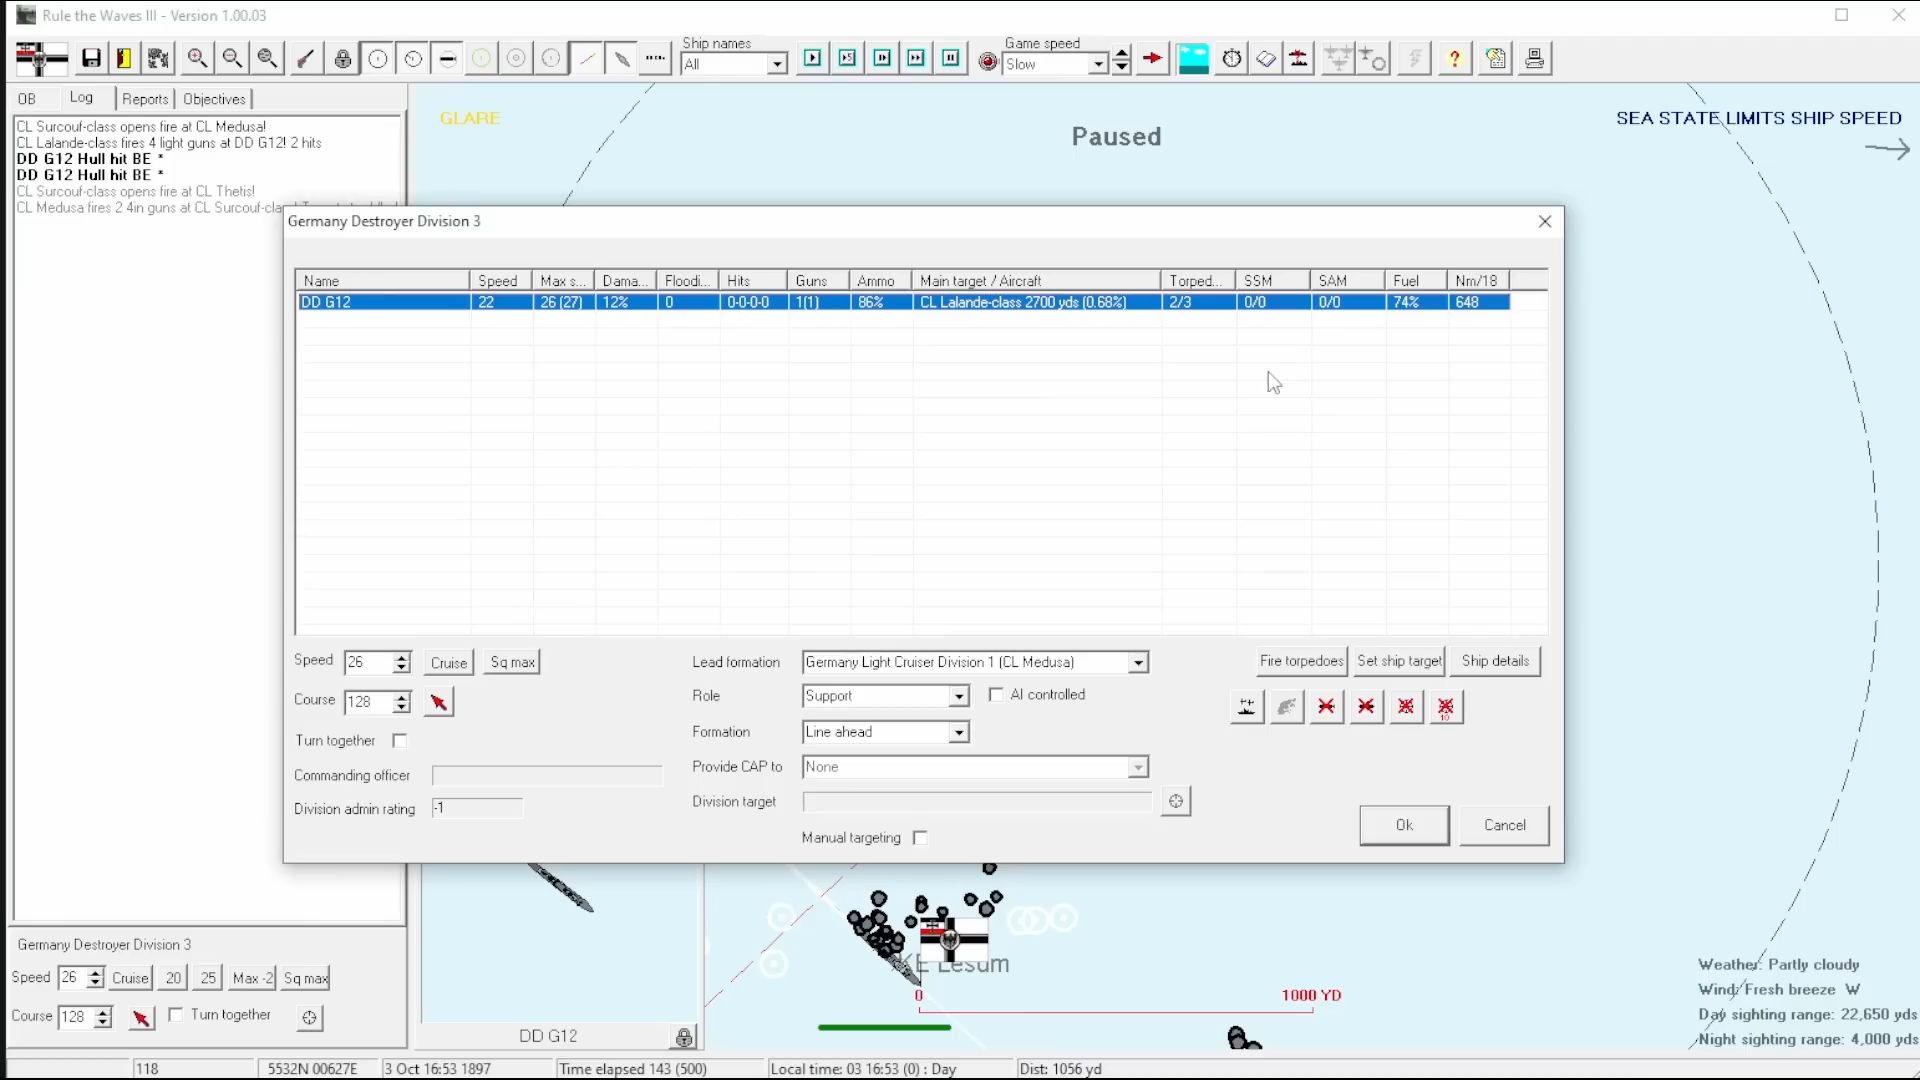 Rule the Waves III - Version 1.00.03
Ship names
All
Game speed
Slow
OB
Log
Reports
Objectives
CL Surcouf-class opens fire at CL Medusa!
CL Lalande-class fires 4 light guns at DD G12! 2 hits
DD G12 Hull hit BE *
DD G12 Hull hit BE *
CL Surcouf-class opens fire at CL Thetis!
CL Medusa fires 2 4in guns at CL Surcouf-cla
GLARE
Paused
SEA STATE LIMITS SHIP SPEED
Germany Destroyer Division 3
Name Speed Max s... Dama... Floodi... Hits Guns Ammo Main target / Aircraft Torped... SSM SAM Fuel Nm/18
DD G12 22 26 (27) 12% 0 0-0-0-0 1(1) 86% CL Lalande-class 2700 yds (0.68%) 2/3 0/0 0/0 74% 648
Speed 26 Cruise Sq max
Course 128
Turn together
Commanding officer
Division admin rating -1
Lead formation Germany Light Cruiser Division 1 (CL Medusa)
Role Support AI controlled
Formation Line ahead
Provide CAP to None
Division target
Manual targeting
Fire torpedoes Set ship target Ship details
10
Ok Cancel
Germany Destroyer Division 3
Speed 26 Cruise 20 25 Max -2 Sq max
Course 128 Turn together
DD G12
KE Lesum
0 1000 YD
Weather: Partly cloudy
Wind: Fresh breeze W
Day sighting range: 22,650 yds
Night sighting range: 4,000 yds
118 5532N 00627E 3 Oct 16:53 1897 Time elapsed 143 (500) Local time: 03 16:53 (0) : Day Dist: 1056 yd